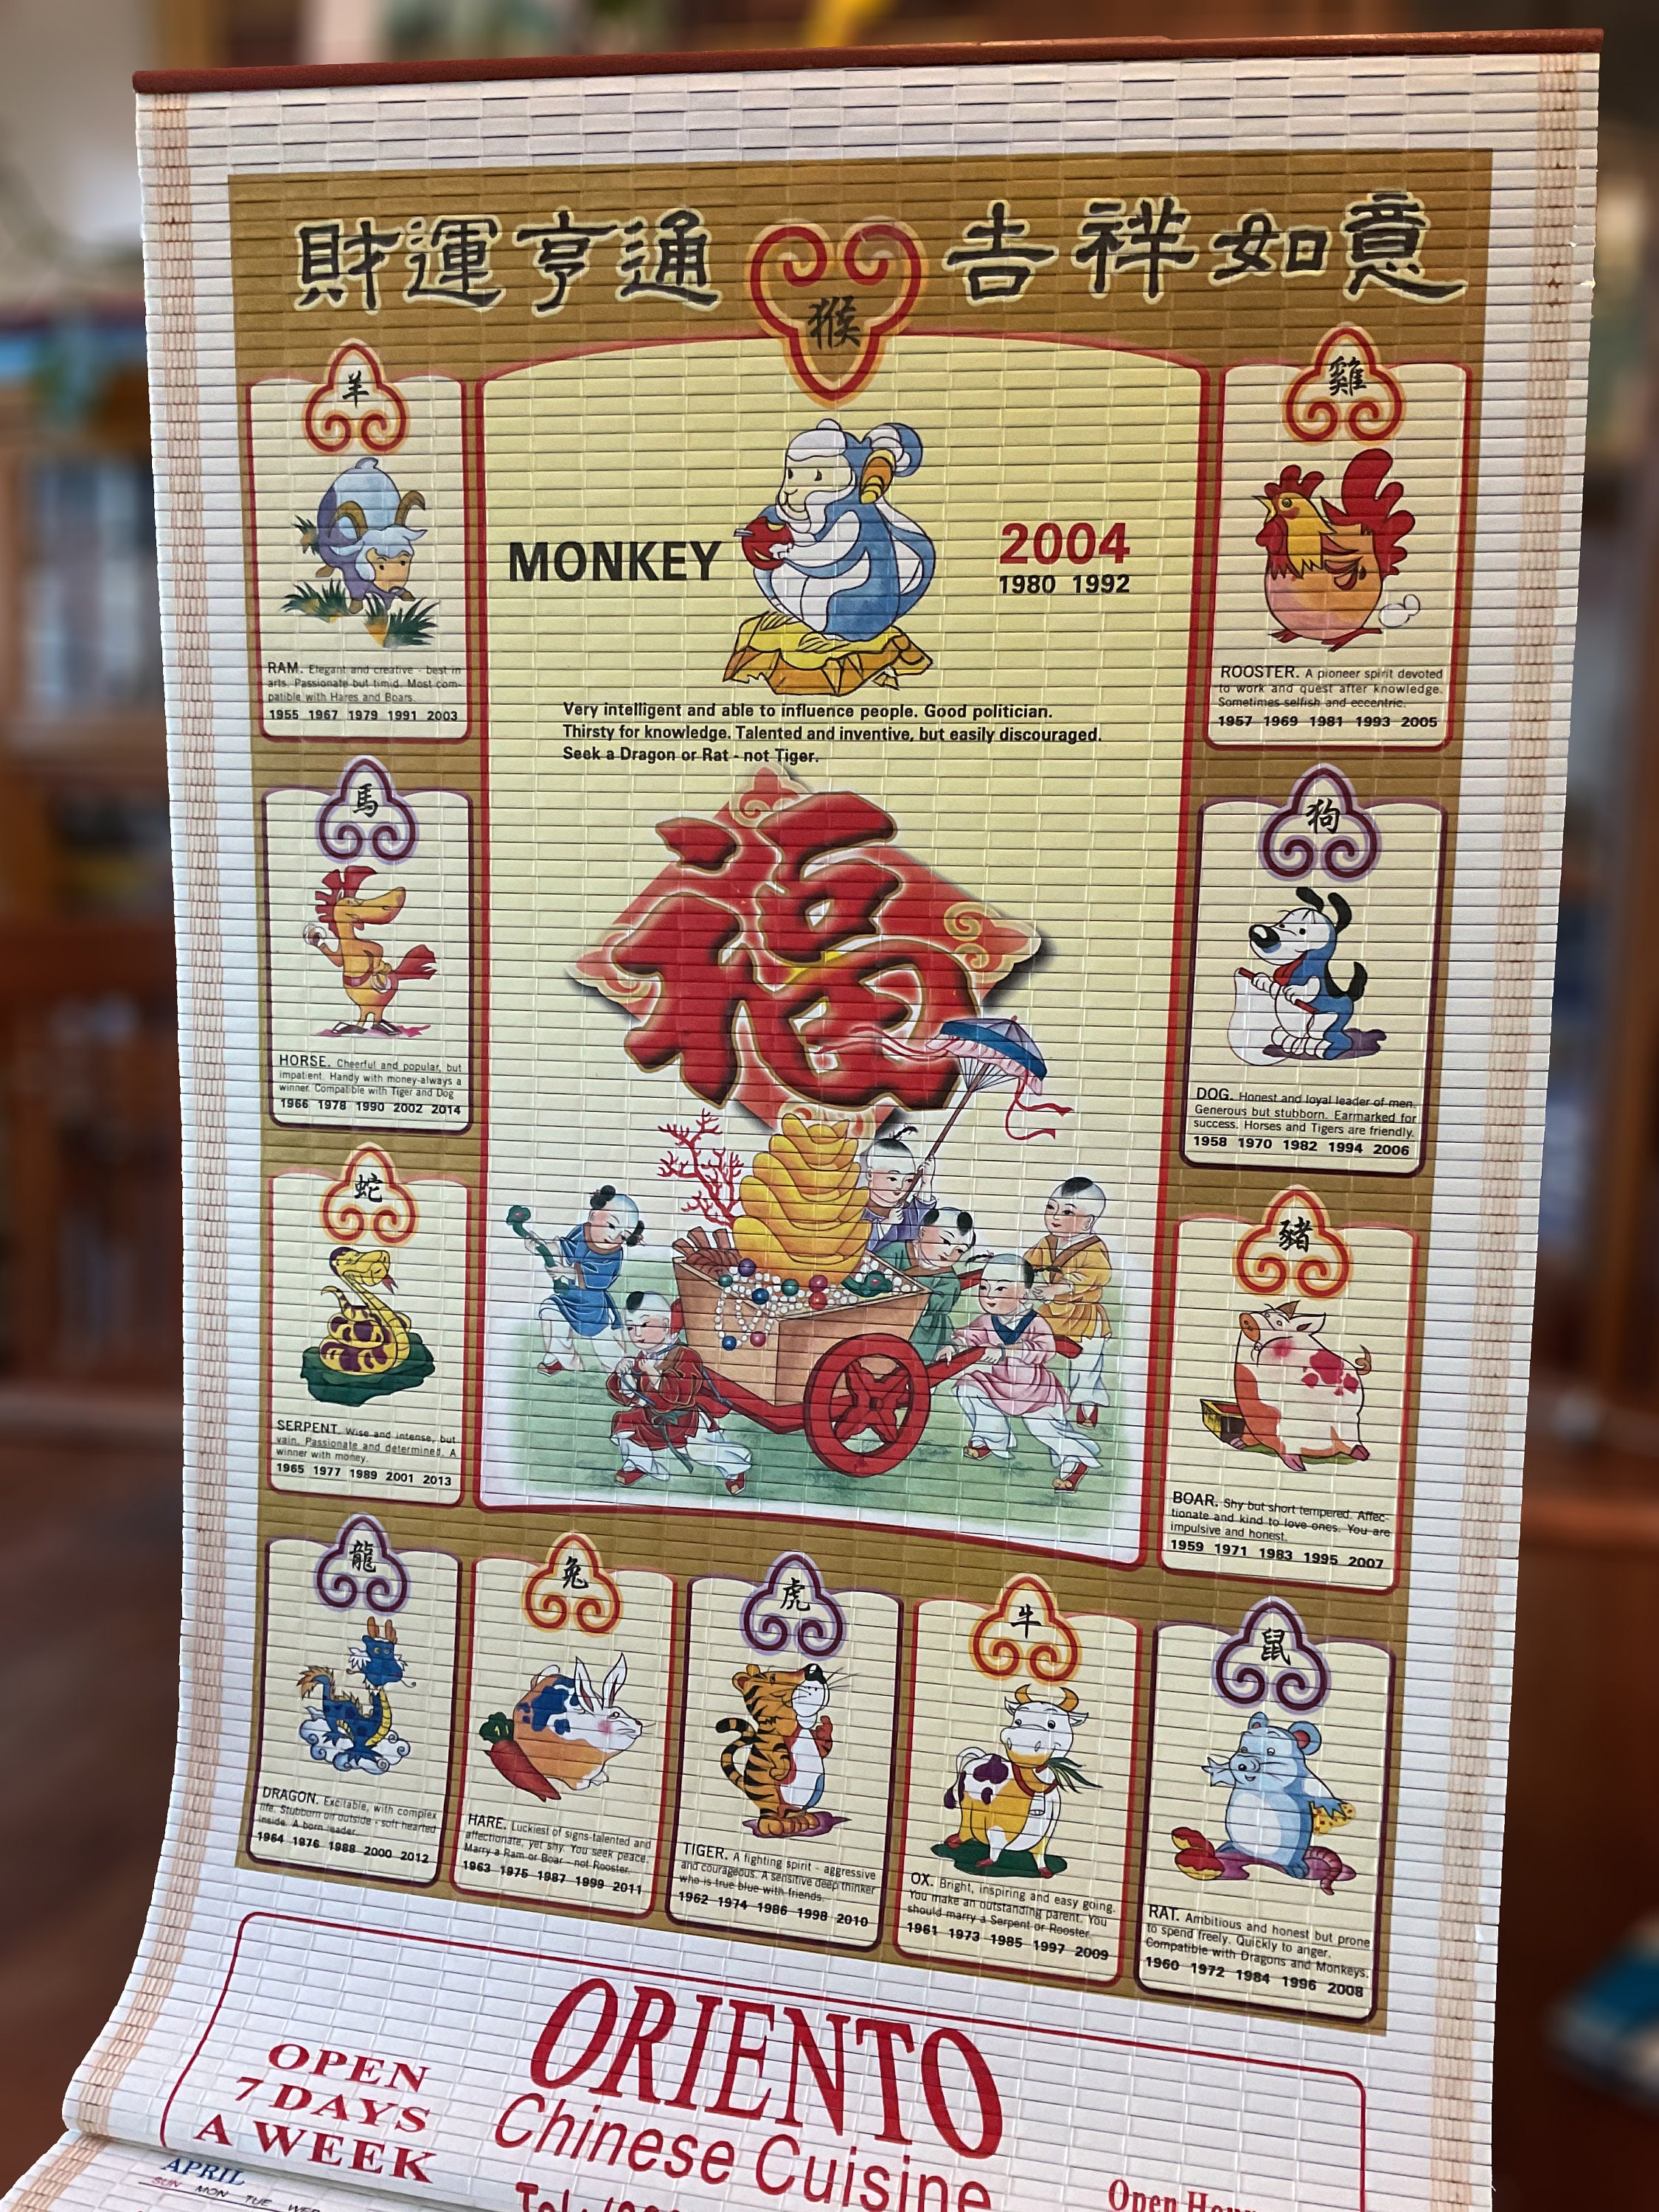 財運亨通 吉祥如意
猴
MONKEY
2004
1980 1992
Very intelligent and able to influence people. Good politician.
Thirsty for knowledge. Talented and inventive, but easily discouraged.
Seek a Dragon or Rat - not Tiger.
福
羊
RAM. Elegant and creative - best in
arts. Passionate but timid. Most com-
patible with Hares and Boars.
1955 1967 1979 1991 2003
馬
HORSE. Cheerful and popular, but
impatient. Handy with money-always a
winner. Compatible with Tiger and Dog
1966 1978 1990 2002 2014
蛇
SERPENT. Wise and intense, but
vain. Passionate and determined. A
winner with money.
1965 1977 1989 2001 2013
雞
ROOSTER. A pioneer spirit devoted
to work and quest after knowledge.
Sometimes selfish and eccentric.
1957 1969 1981 1993 2005
狗
DOG. Honest and loyal leader of men.
Generous but stubborn. Earmarked for
success. Horses and Tigers are friendly.
1958 1970 1982 1994 2006
豬
BOAR. Shy but short tempered. Affec-
tionate and kind to love ones. You are
impulsive and honest.
1959 1971 1983 1995 2007
龍
DRAGON. Excitable, with complex
life. Stubborn on outside - soft hearted
inside. A born leader.
1964 1976 1988 2000 2012
兔
HARE. Luckiest of signs-talented and
affectionate, yet shy. You seek peace.
Marry a Ram or Boar - not Rooster.
1963 1975 1987 1999 2011
虎
TIGER. A fighting spirit - aggressive
and courageous. A sensitive deep thinker
who is true blue with friends.
1962 1974 1986 1998 2010
牛
OX. Bright, inspiring and easy going.
You make an outstanding parent. You
should marry a Serpent or Rooster.
1961 1973 1985 1997 2009
鼠
RAT. Ambitious and honest but prone
to spend freely. Quickly to anger.
Compatible with Dragons and Monkeys.
1960 1972 1984 1996 2008
OPEN
7 DAYS
A WEEK
ORIENTO
Chinese Cuisine
Open
APRIL
SUN MON TUE WED